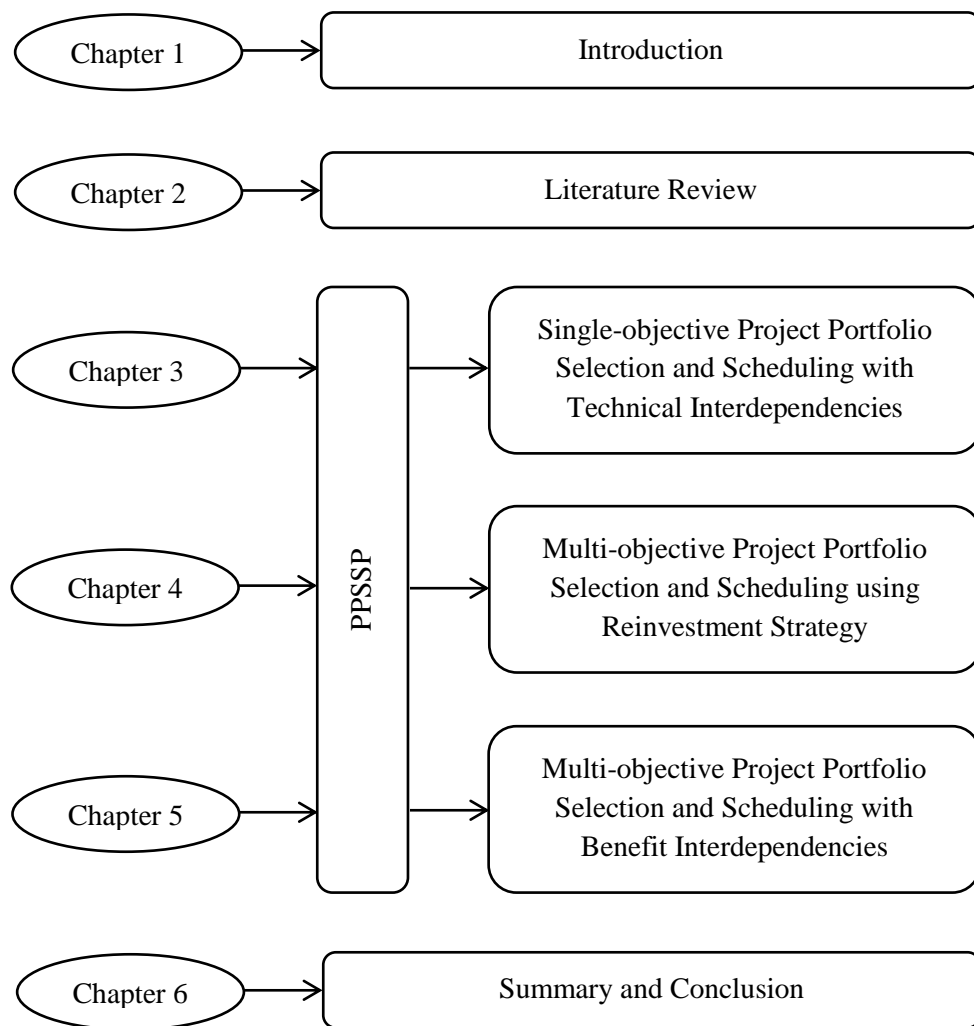 Chapter 1
Introduction
Chapter 2
Literature Review
Chapter 3
PPSSP
Single-objective Project Portfolio
Selection and Scheduling with
Technical Interdependencies
Chapter 4
Multi-objective Project Portfolio
Selection and Scheduling using
Reinvestment Strategy
Chapter 5
Multi-objective Project Portfolio
Selection and Scheduling with
Benefit Interdependencies
Chapter 6
Summary and Conclusion